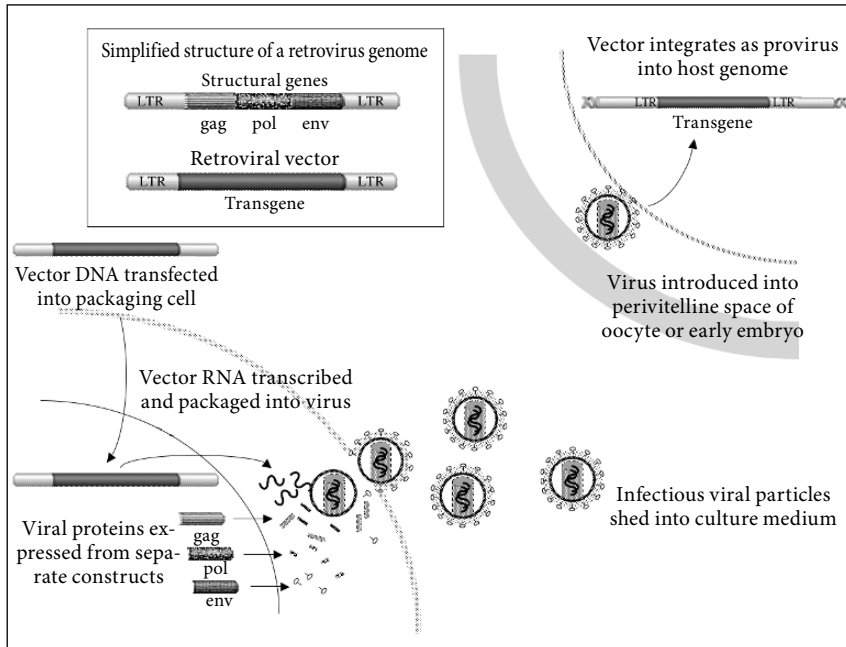 Simplified structure of a retrovirus genome
Structural genes
LTR LTR
gag pol env
Retroviral vector
LTR LTR
Transgene
Vector integrates as provirus
into host genome
LTR LTR
Transgene
Virus introduced into
perivitelline space of
oocyte or early embryo
Vector DNA transfected
into packaging cell
Vector RNA transcribed
and packaged into virus
Infectious viral particles
shed into culture medium
Viral proteins ex-
pressed from sepa-
rate constructs
gag
pol
env